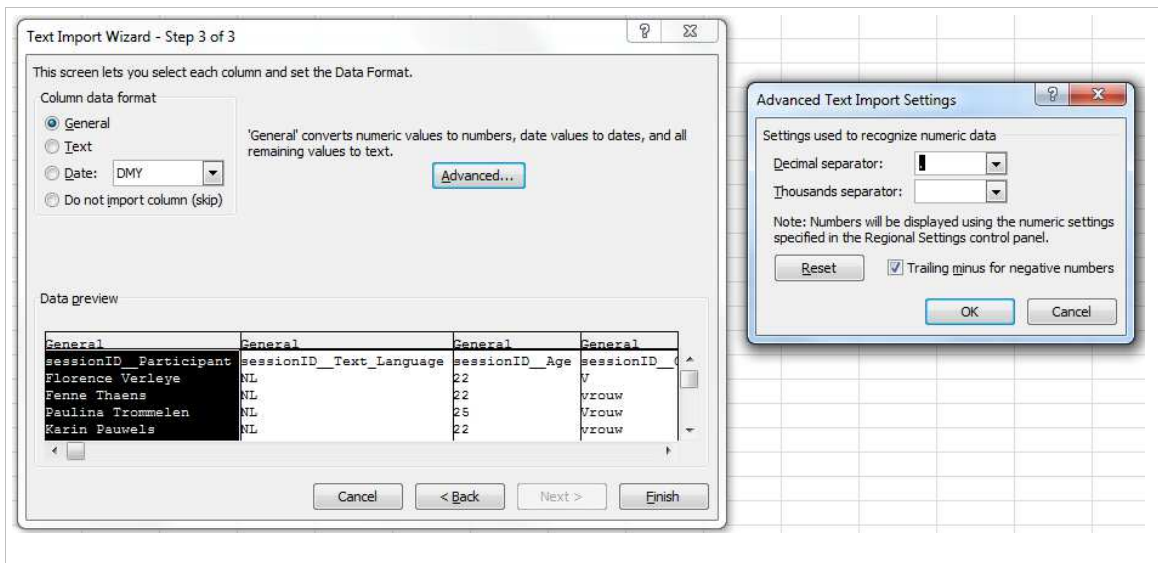 Text Import Wizard - Step 3 of 3
This screen lets you select each column and set the Data Format.
Column data format
General
Text
Date: DMY
Do not import column (skip)
'General' converts numeric values to numbers, date values to dates, and all
remaining values to text.
Advanced...
Data preview
General General General General
sessionID__Participant sessionID__Text_Language sessionID__Age sessionID__
Florence Verleye NL 22 V
Fenne Thaens NL 22 vrouw
Paulina Trommelen NL 25 Vrouw
Karin Pauwels NL 22 vrouw
Cancel < Back Next > Finish
Advanced Text Import Settings
Settings used to recognize numeric data
Decimal separator: .
Thousands separator:
Note: Numbers will be displayed using the numeric settings
specified in the Regional Settings control panel.
Reset Trailing minus for negative numbers
OK Cancel